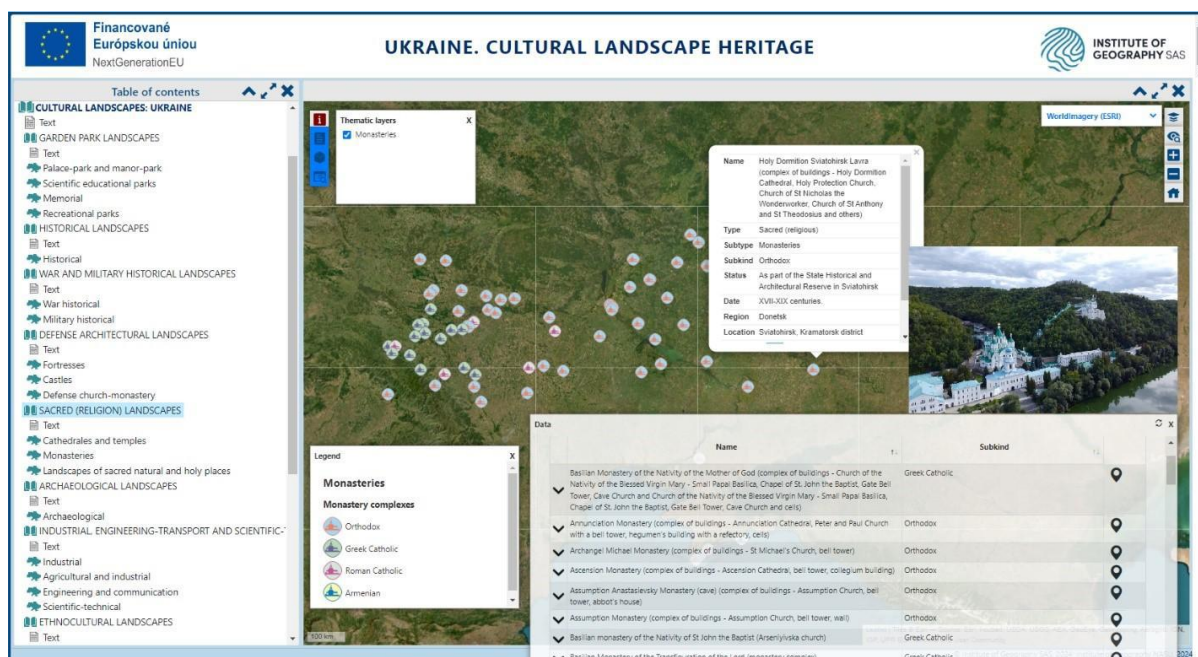 Financované
Európskou úniou
NextGenerationEU
UKRAINE. CULTURAL LANDSCAPE HERITAGE
INSTITUTE OF
GEOGRAPHY SAS
Table of contents
CULTURAL LANDSCAPES: UKRAINE
Text
GARDEN PARK LANDSCAPES
Text
Palace-park and manor-park
Scientific educational parks
Memorial
Recreational parks
HISTORICAL LANDSCAPES
Text
Historical
WAR AND MILITARY HISTORICAL LANDSCAPES
Text
War historical
Military historical
DEFENSE ARCHITECTURAL LANDSCAPES
Text
Fortresses
Castles
Defense church-monastery
SACRED (RELIGION) LANDSCAPES
Text
Cathedrales and temples
Monasteries
Landscapes of sacred natural and holy places
ARCHAEOLOGICAL LANDSCAPES
Text
Archaeological
INDUSTRIAL, ENGINEERING-TRANSPORT AND SCIENTIFIC-
Text
Industrial
Agricultural and industrial
Engineering and communication
Scientific-technical
ETHNOCULTURAL LANDSCAPES
Text
Thematic layers X
Monasteries
WorldImagery (ESRI)
Name Holy Dormition Sviatohirsk Lavra
(complex of buildings - Holy Dormition
Cathedral, Holy Protection Church,
Church of St Nicholas the
Wonderworker, Church of St Anthony
and St Theodosius and others)
Type Sacred (religious)
Subtype Monasteries
Subkind Orthodox
Status As part of the State Historical and
Architectural Reserve in Sviatohirsk
Date XVII-XIX centuries.
Region Donetsk
Location Sviatohirsk, Kramatorsk district
Legend X
Monasteries
Monastery complexes
Orthodox
Greek Catholic
Roman Catholic
Armenian
100 km
Data X
Name Subkind
Basilian Monastery of the Nativity of the Mother of God (complex of buildings - Church of the Greek Catholic
Nativity of the Blessed Virgin Mary - Small Papal Basilica, Chapel of St. John the Baptist, Gate Bell
Tower, Cave Church and Church of the Nativity of the Blessed Virgin Mary - Small Papal Basilica,
Chapel of St. John the Baptist, Gate Bell Tower, Cave Church and cells)
Annunciation Monastery (complex of buildings - Annunciation Cathedral, Peter and Paul Church Orthodox
with a bell tower, hegumen's building with a refectory, cells)
Archangel Michael Monastery (complex of buildings - St Michael's Church, bell tower) Orthodox
Ascension Monastery (complex of buildings - Ascension Cathedral, bell tower, collegium building) Orthodox
Assumption Anastasievsky Monastery (cave) (complex of buildings - Assumption Church, bell Orthodox
tower, abbot's house)
Assumption Monastery (complex of buildings - Assumption Church, bell tower, wall) Orthodox
Basilian monastery of the Nativity of St John the Baptist (Arseniyivska church) Greek Catholic
Basilian Monastery of the Transfiguration of the Lord (monastery complex) Greek Catholic
2024